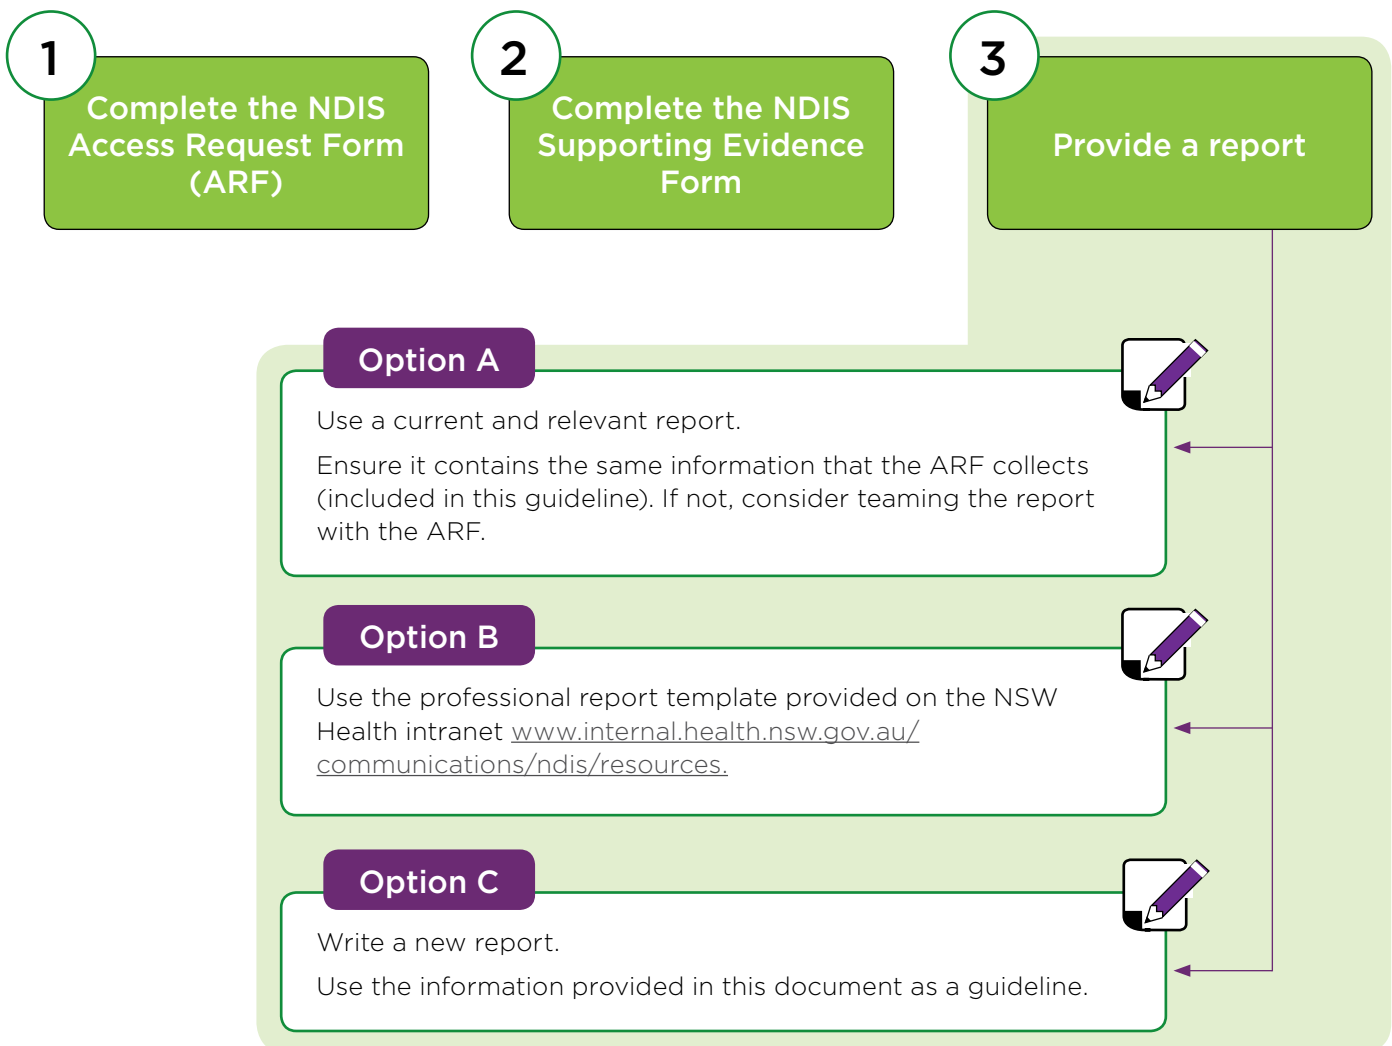 1
Complete the NDIS
Access Request Form
(ARF)
2
Complete the NDIS
Supporting Evidence
Form
3
Provide a report
Option A
Use a current and relevant report.
Ensure it contains the same information that the ARF collects
(included in this guideline). If not, consider teaming the report
with the ARF.
Option B
Use the professional report template provided on the NSW
Health intranet www.internal.health.nsw.gov.au/
communications/ndis/resources.
Option C
Write a new report.
Use the information provided in this document as a guideline.